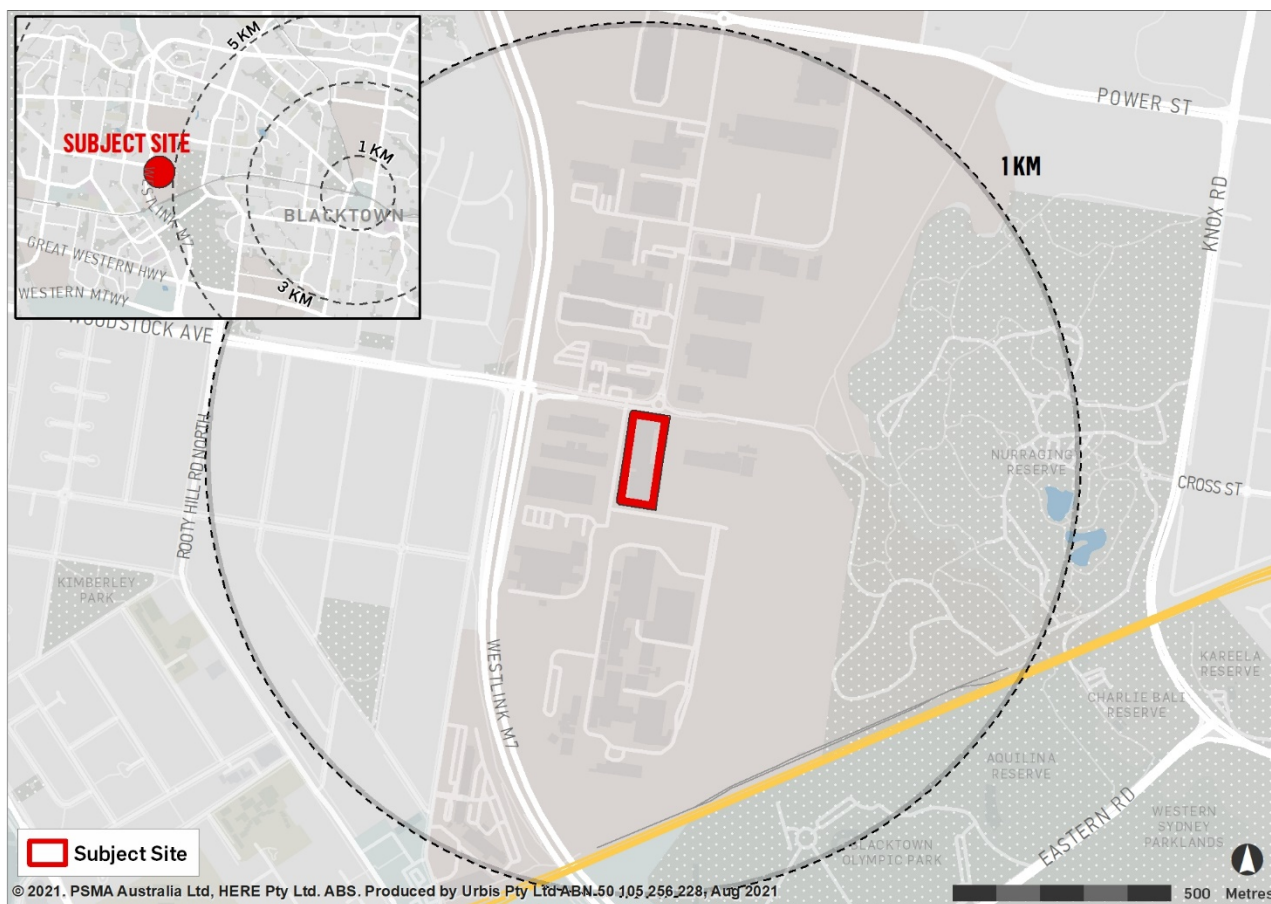 5 KM
SUBJECT SITE
1 KM
BLACKTOWN
WESTLINK M7
GREAT WESTERN HWY
WESTERN MTWY
3 KM
POWER ST
1 KM
KNOX RD
WOODSTOCK AVE
ROOTY HILL RD NORTH
NURRAGING
RESERVE
CROSS ST
KIMBERLEY
PARK
WESTLINK M7
KAREELA
RESERVE
CHARLIE BALI
RESERVE
AQUILINA
RESERVE
EASTERN RD
WESTERN
SYDNEY
PARKLANDS
BLACKTOWN
OLYMPIC PARK
Subject Site
© 2021. PSMA Australia Ltd, HERE Pty Ltd. ABS. Produced by Urbis Pty Ltd ABN 50 105 256 228, Aug 2021
500 Metres